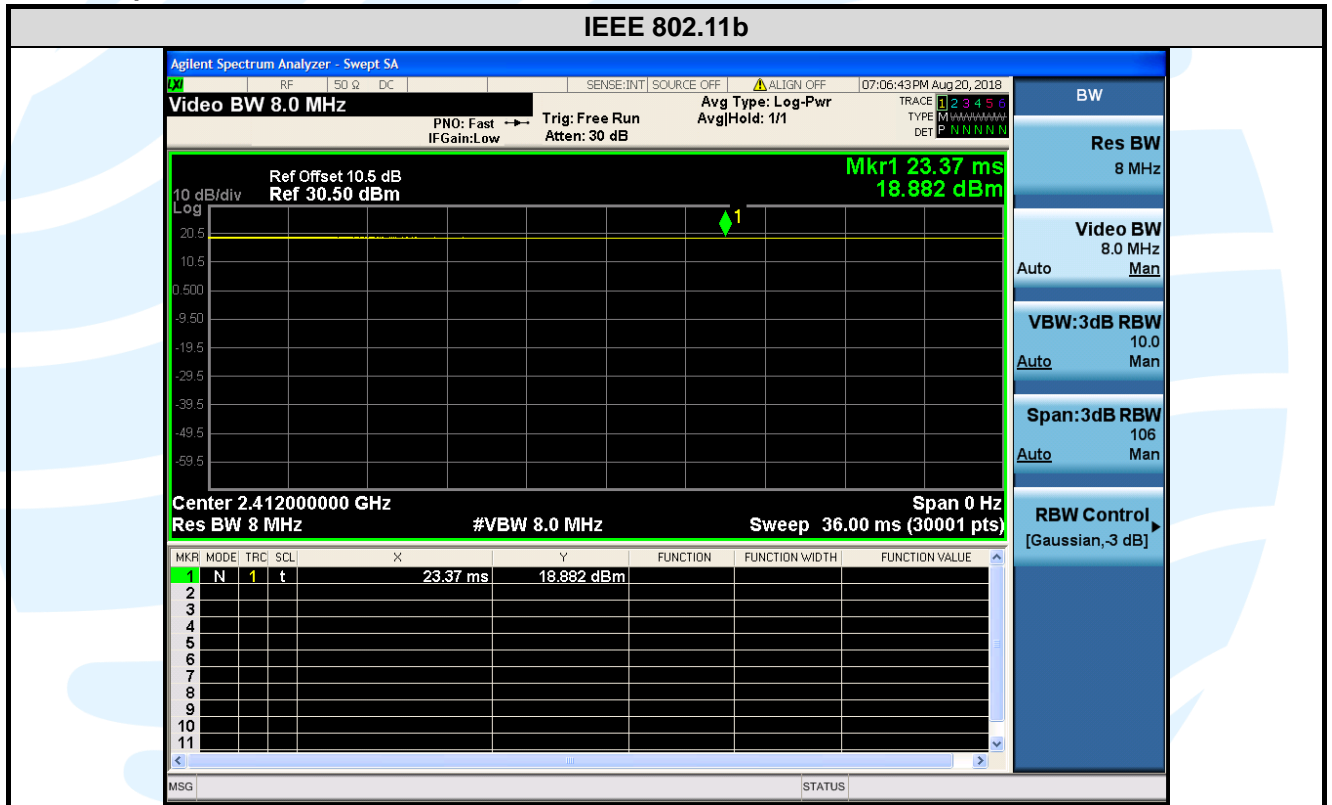 IEEE 802.11b
Agilent Spectrum Analyzer - Swept SA
LXI RF 50 Ω DC SENSE:INT SOURCE OFF ⚠ ALIGN OFF 07:06:43 PM Aug 20, 2018
Video BW 8.0 MHz
PNO: Fast
IFGain:Low
Trig: Free Run
Atten: 30 dB
Avg Type: Log-Pwr
Avg|Hold: 1/1
TRACE 1 2 3 4 5 6
TYPE M
DET P N N N N N
Mkr1 23.37 ms
18.882 dBm
Ref Offset 10.5 dB
10 dB/div Ref 30.50 dBm
Log
1
20.5
10.5
0.500
-9.50
-19.5
-29.5
-39.5
-49.5
-59.5
Center 2.412000000 GHz Span 0 Hz
Res BW 8 MHz #VBW 8.0 MHz Sweep 36.00 ms (30001 pts)
MKR MODE TRC SCL X Y FUNCTION FUNCTION WIDTH FUNCTION VALUE
1 N 1 t 23.37 ms 18.882 dBm
2
3
4
5
6
7
8
9
10
11
MSG STATUS
BW
Res BW
8 MHz
Video BW
8.0 MHz
Auto Man
VBW:3dB RBW
10.0
Auto Man
Span:3dB RBW
106
Auto Man
RBW Control
[Gaussian,-3 dB]